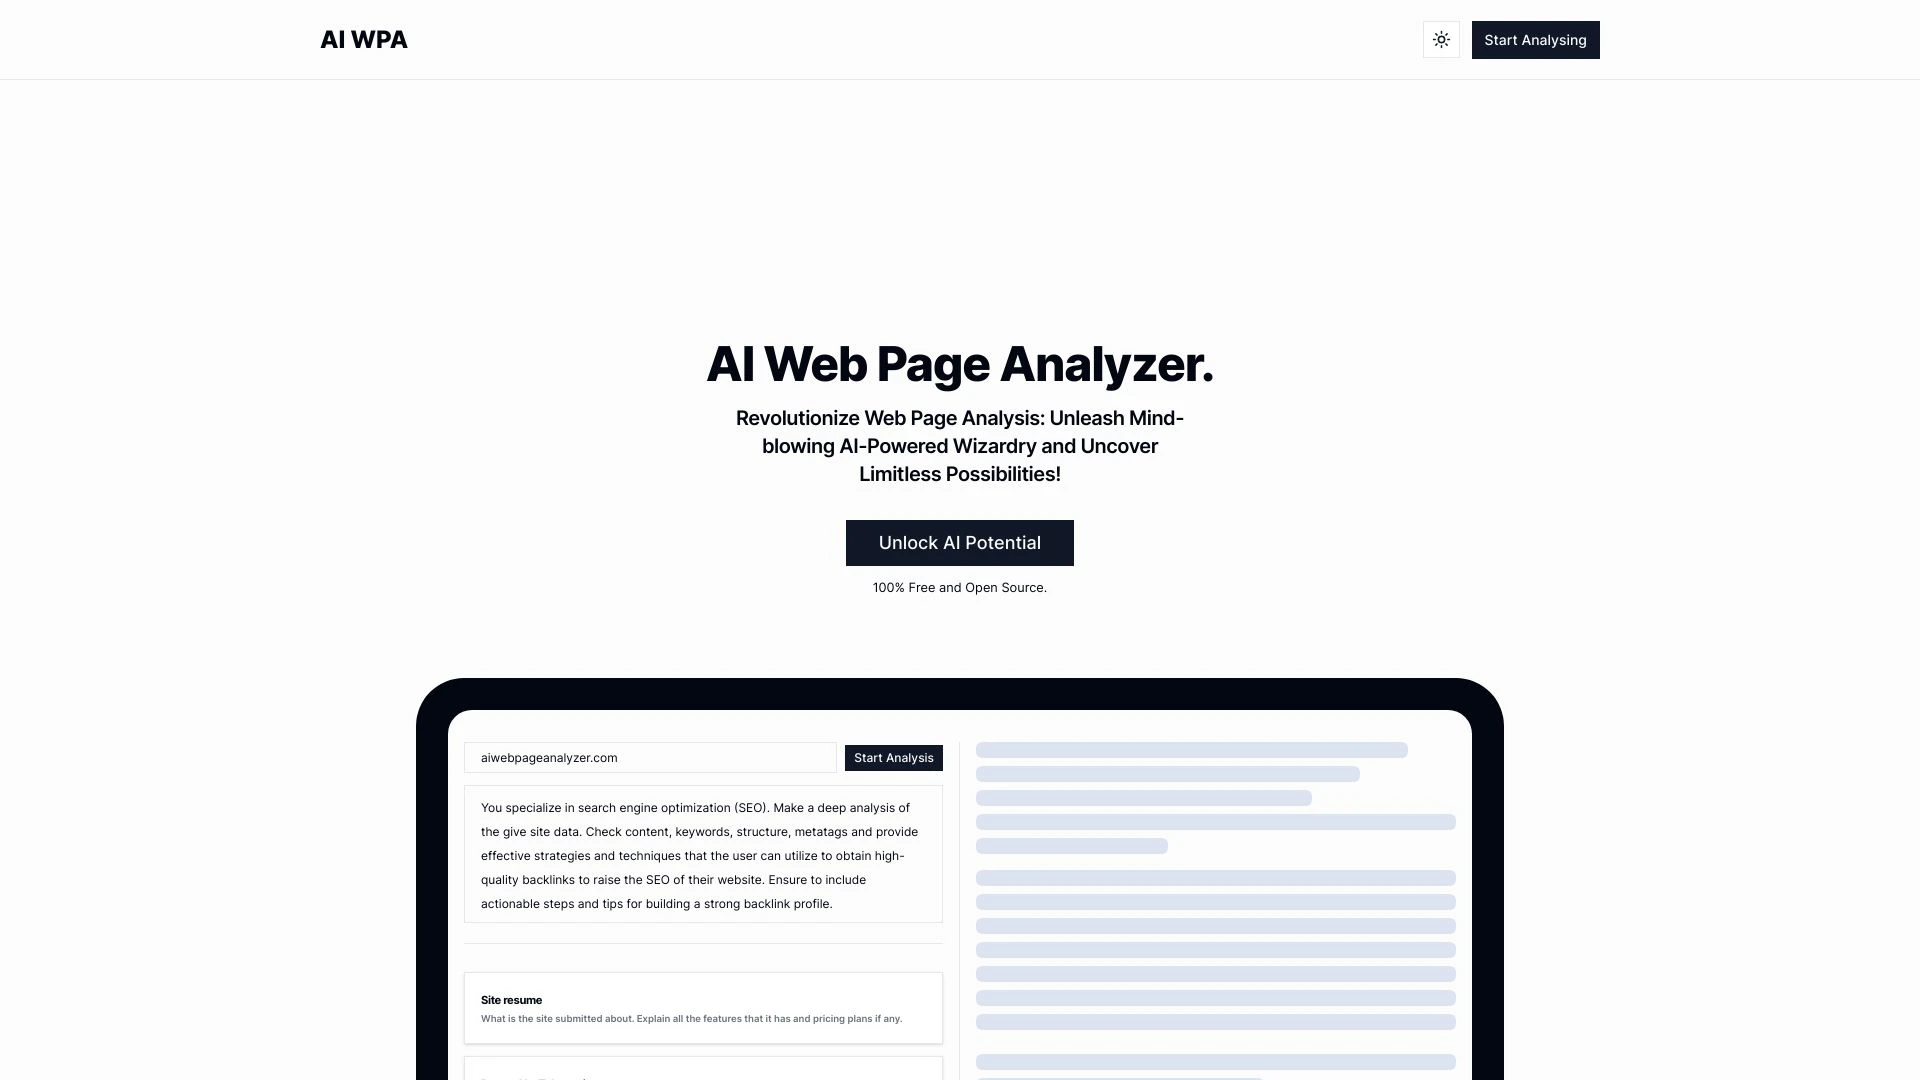 AI WPA
Start Analysing
AI Web Page Analyzer.
Revolutionize Web Page Analysis: Unleash Mind-
blowing AI-Powered Wizardry and Uncover
Limitless Possibilities!
Unlock AI Potential
100% Free and Open Source.
aiwebpageanalyzer.com
Start Analysis
You specialize in search engine optimization (SEO). Make a deep analysis of
the give site data. Check content, keywords, structure, metatags and provide
effective strategies and techniques that the user can utilize to obtain high-
quality backlinks to raise the SEO of their website. Ensure to include
actionable steps and tips for building a strong backlink profile.
Site resume
What is the site submitted about. Explain all the features that it has and pricing plans if any.